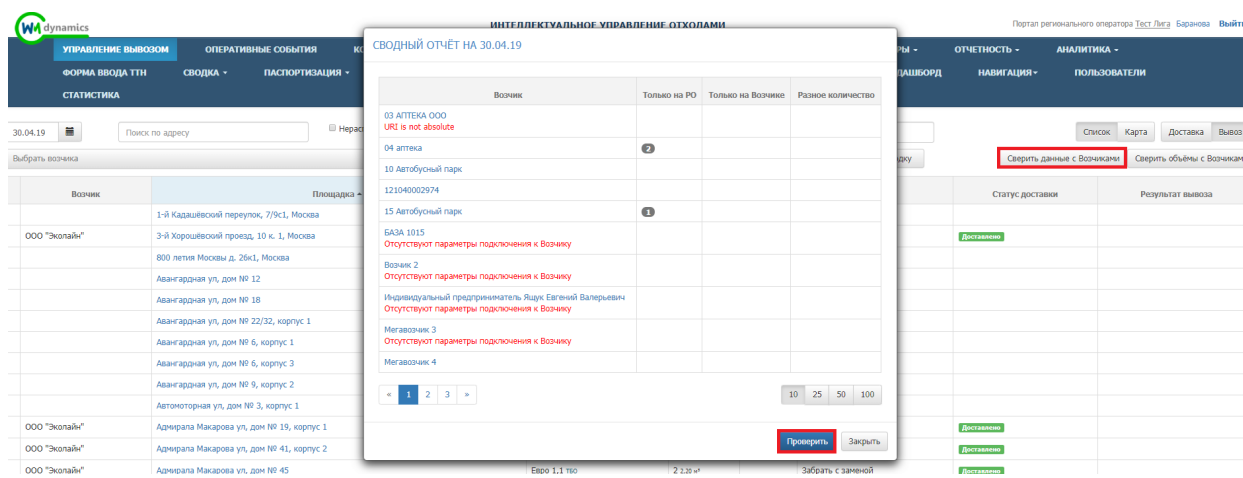 WM dynamics
ИНТЕЛЛЕКТУАЛЬНОЕ УПРАВЛЕНИЕ ОТХОДАМИ
Портал регионального оператора Тест Лига Баранова Выйти
УПРАВЛЕНИЕ ВЫВОЗОМ ОПЕРАТИВНЫЕ СОБЫТИЯ ОТЧЕТНОСТЬ АНАЛИТИКА
ФОРМА ВВОДА ТТН СВОДКА ПАСПОРТИЗАЦИЯ ДАШБОРД НАВИГАЦИЯ ПОЛЬЗОВАТЕЛИ
СТАТИСТИКА
30.04.19 Поиск по адресу Список Карта Доставка Вывоз
Выбрать возчика Сверить данные с Возчиками Сверить объёмы с Возчикам
Возчик Площадка Статус доставки Результат вывоза
1-й Кадашёвский переулок, 7/9с1, Москва
ООО "Эколайн" 3-й Хорошёвский проезд, 10 к. 1, Москва Доставлено
800 летия Москвы д. 26к1, Москва
Авангардная ул, дом № 12
Авангардная ул, дом № 18
Авангардная ул, дом № 22/32, корпус 1
Авангардная ул, дом № 6, корпус 1
Авангардная ул, дом № 6, корпус 3
Авангардная ул, дом № 9, корпус 2
Автомоторная ул, дом № 3, корпус 1
ООО "Эколайн" Адмирала Макарова ул, дом № 19, корпус 1 Доставлено
ООО "Эколайн" Адмирала Макарова ул, дом № 41, корпус 2 Доставлено
ООО "Эколайн" Адмирала Макарова ул, дом № 45 Евро 1,1 ТБО 2 2,20 м³ Забрать с заменой Доставлено
СВОДНЫЙ ОТЧЁТ НА 30.04.19
Возчик Только на РО Только на Возчике Разное количество
03 АПТЕКА ООО
URI is not absolute
04 аптека 2
10 Автобусный парк
121040002974
15 Автобусный парк 1
БАЗА 1015
Отсутствуют параметры подключения к Возчику
Возчик 2
Отсутствуют параметры подключения к Возчику
Индивидуальный предприниматель Ящук Евгений Валерьевич
Отсутствуют параметры подключения к Возчику
Мегавозчик 3
Отсутствуют параметры подключения к Возчику
Мегавозчик 4
« 1 2 3 » 10 25 50 100
Проверить Закрыть